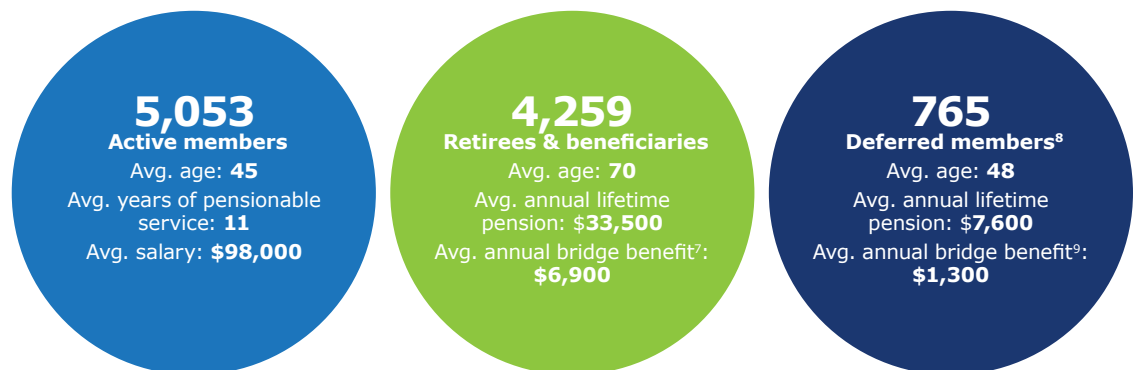 5,053
Active members
Avg. age: 45
Avg. years of pensionable
service: 11
Avg. salary: $98,000
4,259
Retirees & beneficiaries
Avg. age: 70
Avg. annual lifetime
pension: $33,500
Avg. annual bridge benefit⁷:
$6,900
765
Deferred members⁸
Avg. age: 48
Avg. annual lifetime
pension: $7,600
Avg. annual bridge benefit⁹:
$1,300